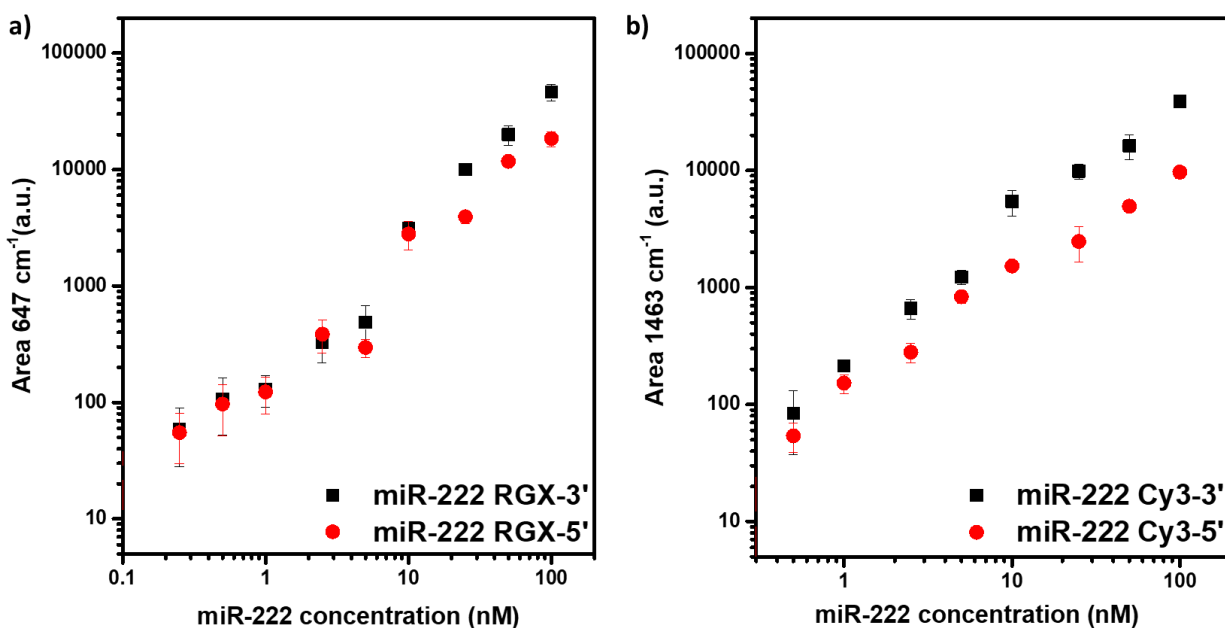 a)
100000
10000
1000
100
10
Area 647 cm⁻¹(a.u.)
0.1
1
10
100
miR-222 concentration (nM)
miR-222 RGX-3'
miR-222 RGX-5'
b)
100000
10000
1000
100
10
Area 1463 cm⁻¹ (a.u.)
1
10
100
miR-222 concentration (nM)
miR-222 Cy3-3'
miR-222 Cy3-5'